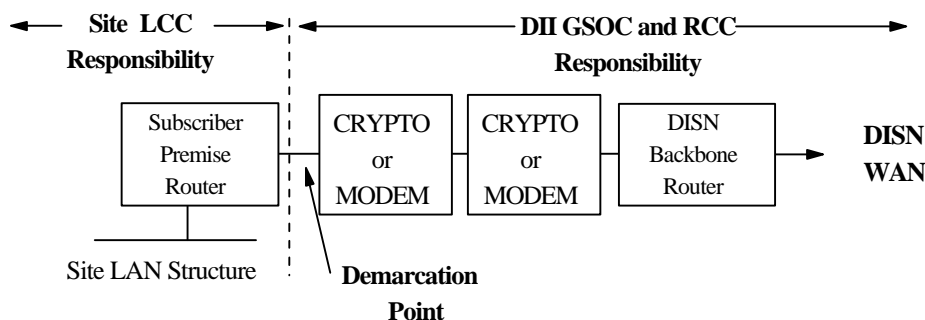 Site LCC
Responsibility
DII GSOC and RCC
Responsibility
Subscriber
Premise
Router
CRYPTO
or
MODEM
CRYPTO
or
MODEM
DISN
Backbone
Router
DISN
WAN
Site LAN Structure
Demarcation
Point